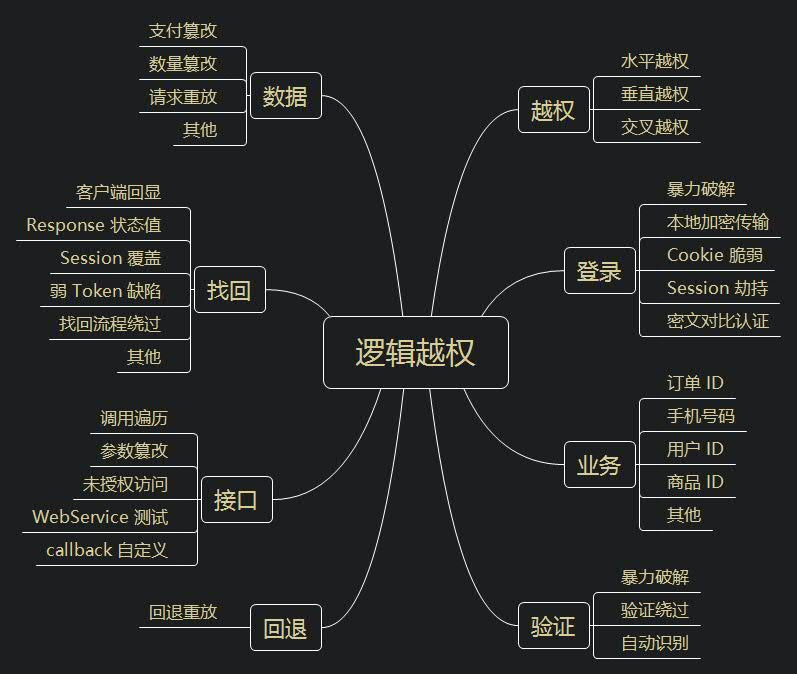 逻辑越权
数据
支付篡改
数量篡改
请求重放
其他
找回
客户端回显
Response 状态值
Session 覆盖
弱 Token 缺陷
找回流程绕过
其他
接口
调用遍历
参数篡改
未授权访问
WebService 测试
callback 自定义
回退
回退重放
越权
水平越权
垂直越权
交叉越权
登录
暴力破解
本地加密传输
Cookie 脆弱
Session 劫持
密文对比认证
业务
订单 ID
手机号码
用户 ID
商品 ID
其他
验证
暴力破解
验证绕过
自动识别